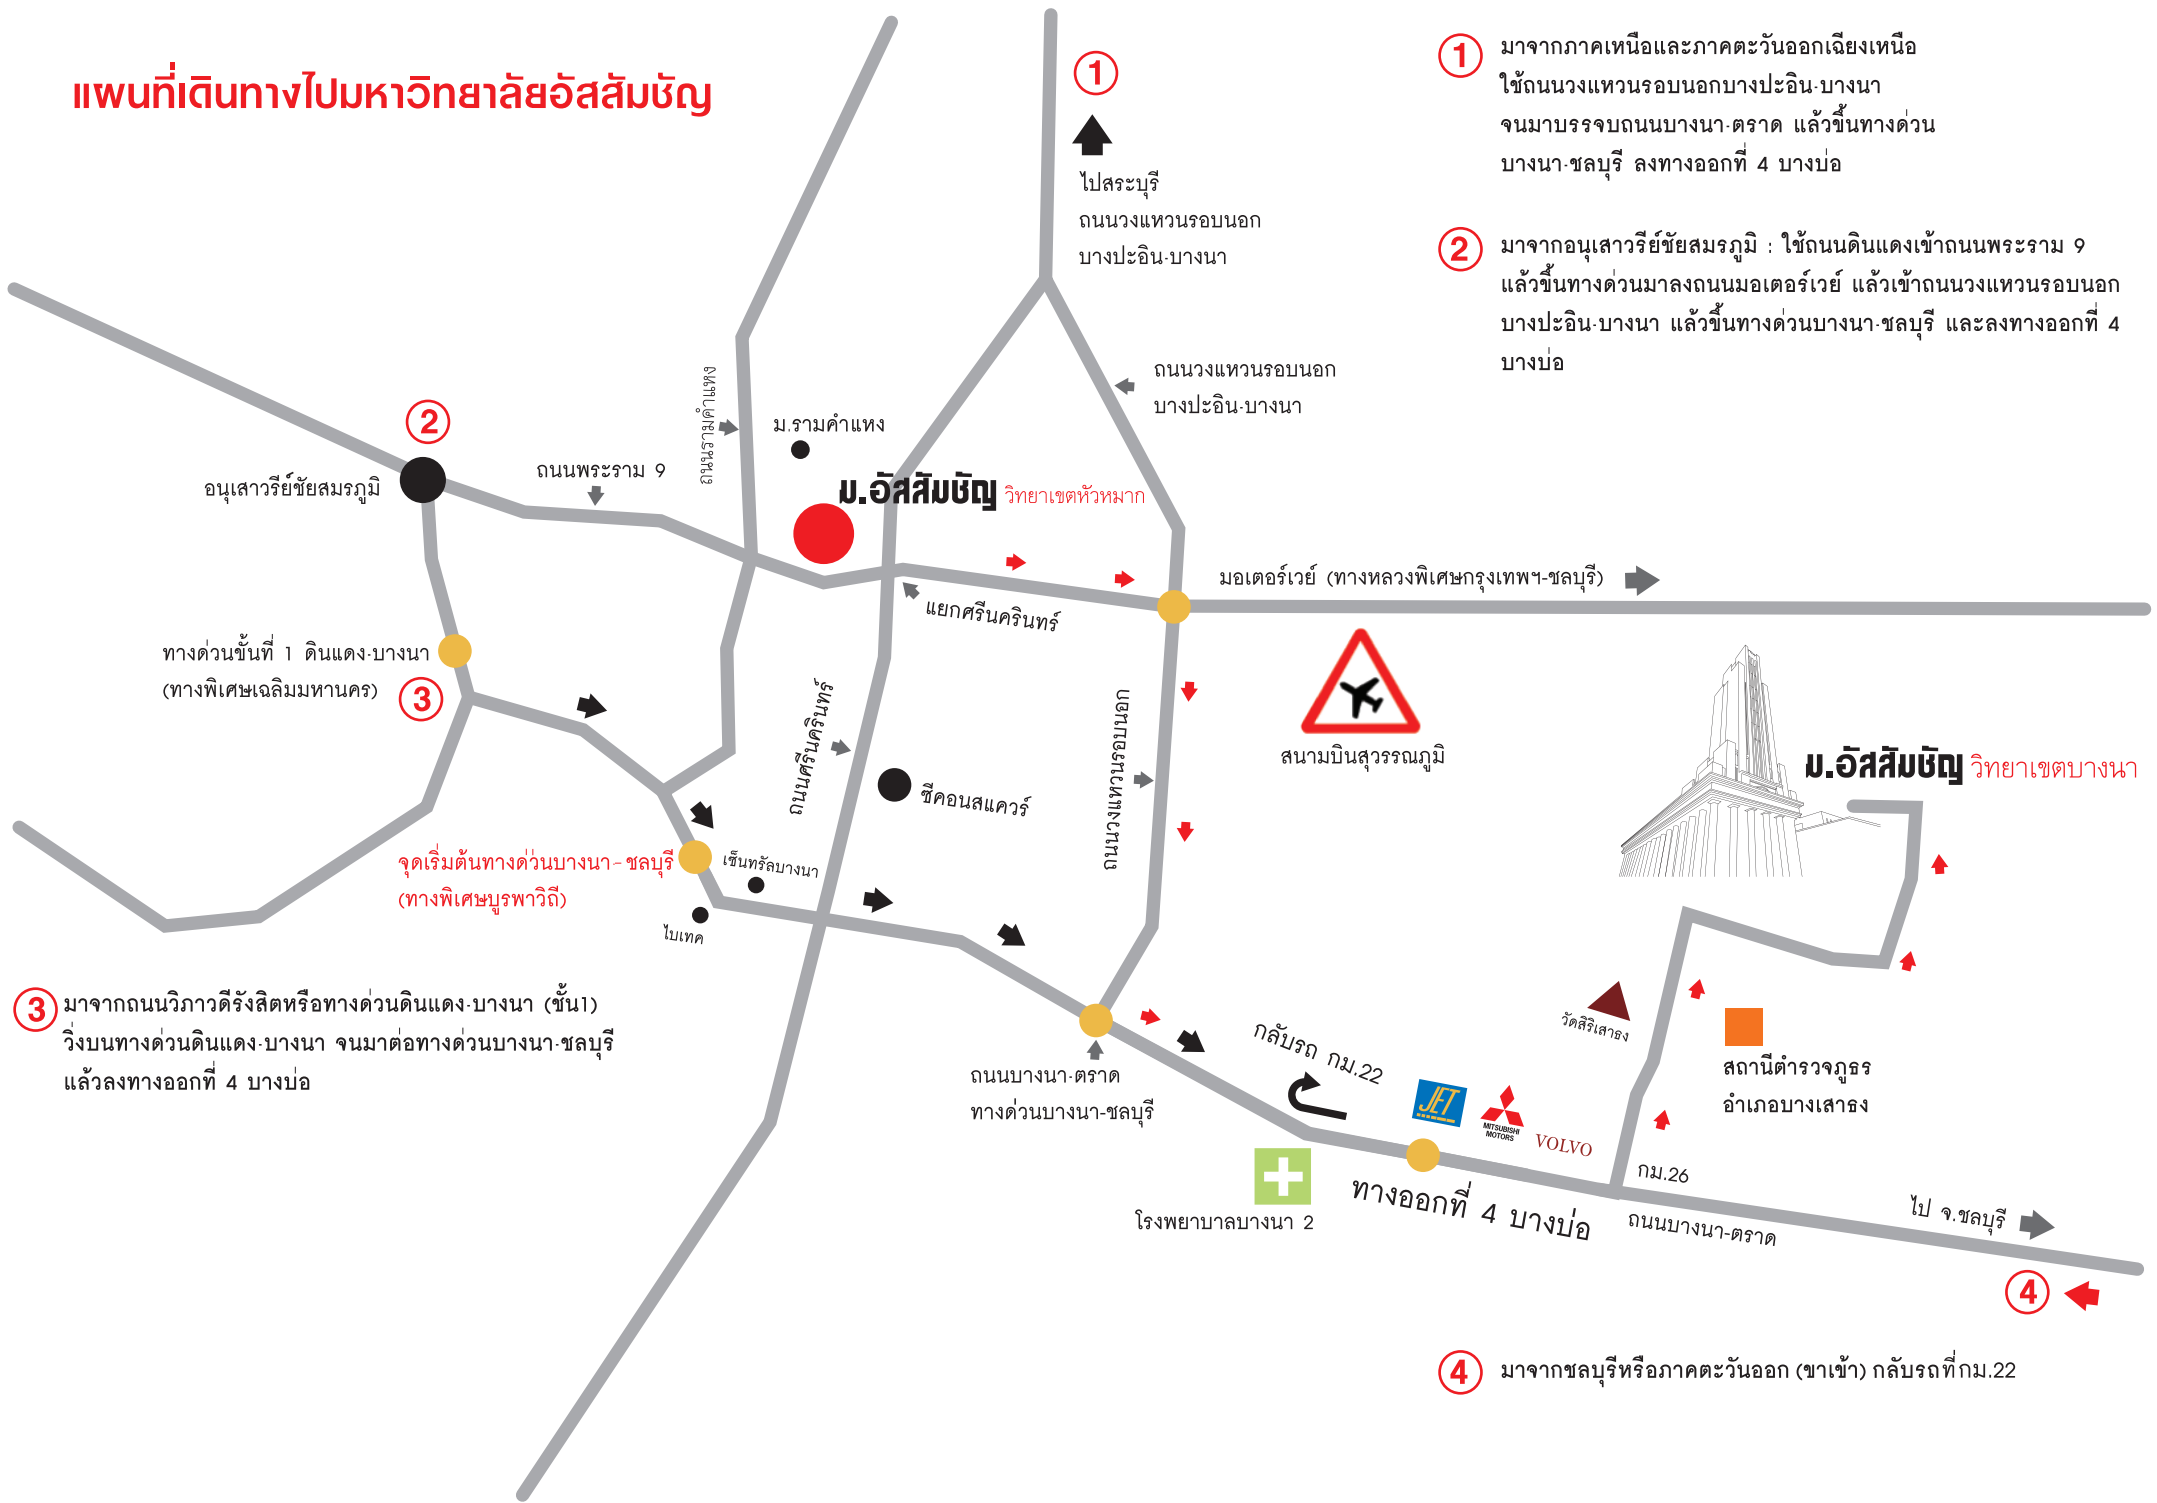 แผนที่เดินทางไปมหาวิทยาลัยอัสสัมชัญ
1
ไปสระบุรี
ถนนวงแหวนรอบนอก
บางปะอิน-บางนา
1
มาจากภาคเหนือและภาคตะวันออกเฉียงเหนือ
ใช้ถนนวงแหวนรอบนอกบางปะอิน-บางนา
จนมาบรรจบถนนบางนา-ตราด แล้วขึ้นทางด่วน
บางนา-ชลบุรี ลงทางออกที่ 4 บางบ่อ
2
มาจากอนุเสาวรีย์ชัยสมรภูมิ : ใช้ถนนดินแดงเข้าถนนพระราม 9
แล้วขึ้นทางด่วนมาลงถนนมอเตอร์เวย์ แล้วเข้าถนนวงแหวนรอบนอก
บางปะอิน-บางนา แล้วขึ้นทางด่วนบางนา-ชลบุรี และลงทางออกที่ 4
บางบ่อ
ถนนวงแหวนรอบนอก
บางปะอิน-บางนา
ถนนรามคำแหง
ม.รามคำแหง
2
อนุเสาวรีย์ชัยสมรภูมิ
ถนนพระราม 9
ม.อัสสัมชัญ วิทยาเขตหัวหมาก
มอเตอร์เวย์ (ทางหลวงพิเศษกรุงเทพฯ-ชลบุรี)
แยกศรีนครินทร์
ทางด่วนขั้นที่ 1 ดินแดง-บางนา
(ทางพิเศษเฉลิมมหานคร)
3
ถนนศรีนครินทร
ถนนวงแหวนรอบนอก
สนามบินสุวรรณภูมิ
ม.อัสสัมชัญ วิทยาเขตบางนา
ซีคอนสแควร์
จุดเริ่มต้นทางด่วนบางนา-ชลบุรี
(ทางพิเศษบูรพาวิถี)
เซ็นทรัลบางนา
ไบเทค
3
มาจากถนนวิภาวดีรังสิตหรือทางด่วนดินแดง-บางนา (ชั้น1)
วิ่งบนทางด่วนดินแดง-บางนา จนมาต่อทางด่วนบางนา-ชลบุรี
แล้วลงทางออกที่ 4 บางบ่อ
ถนนบางนา-ตราด
ทางด่วนบางนา-ชลบุรี
กลับรถ กม.22
JET
MITSUBISHI
MOTORS
VOLVO
วัดสิริเสาธง
สถานีตำรวจภูธร
อำเภอบางเสาธง
โรงพยาบาลบางนา 2
ทางออกที่ 4 บางบ่อ
กม.26
ถนนบางนา-ตราด
ไป จ.ชลบุรี
4
4
มาจากชลบุรีหรือภาคตะวันออก (ขาเข้า) กลับรถที่กม.22